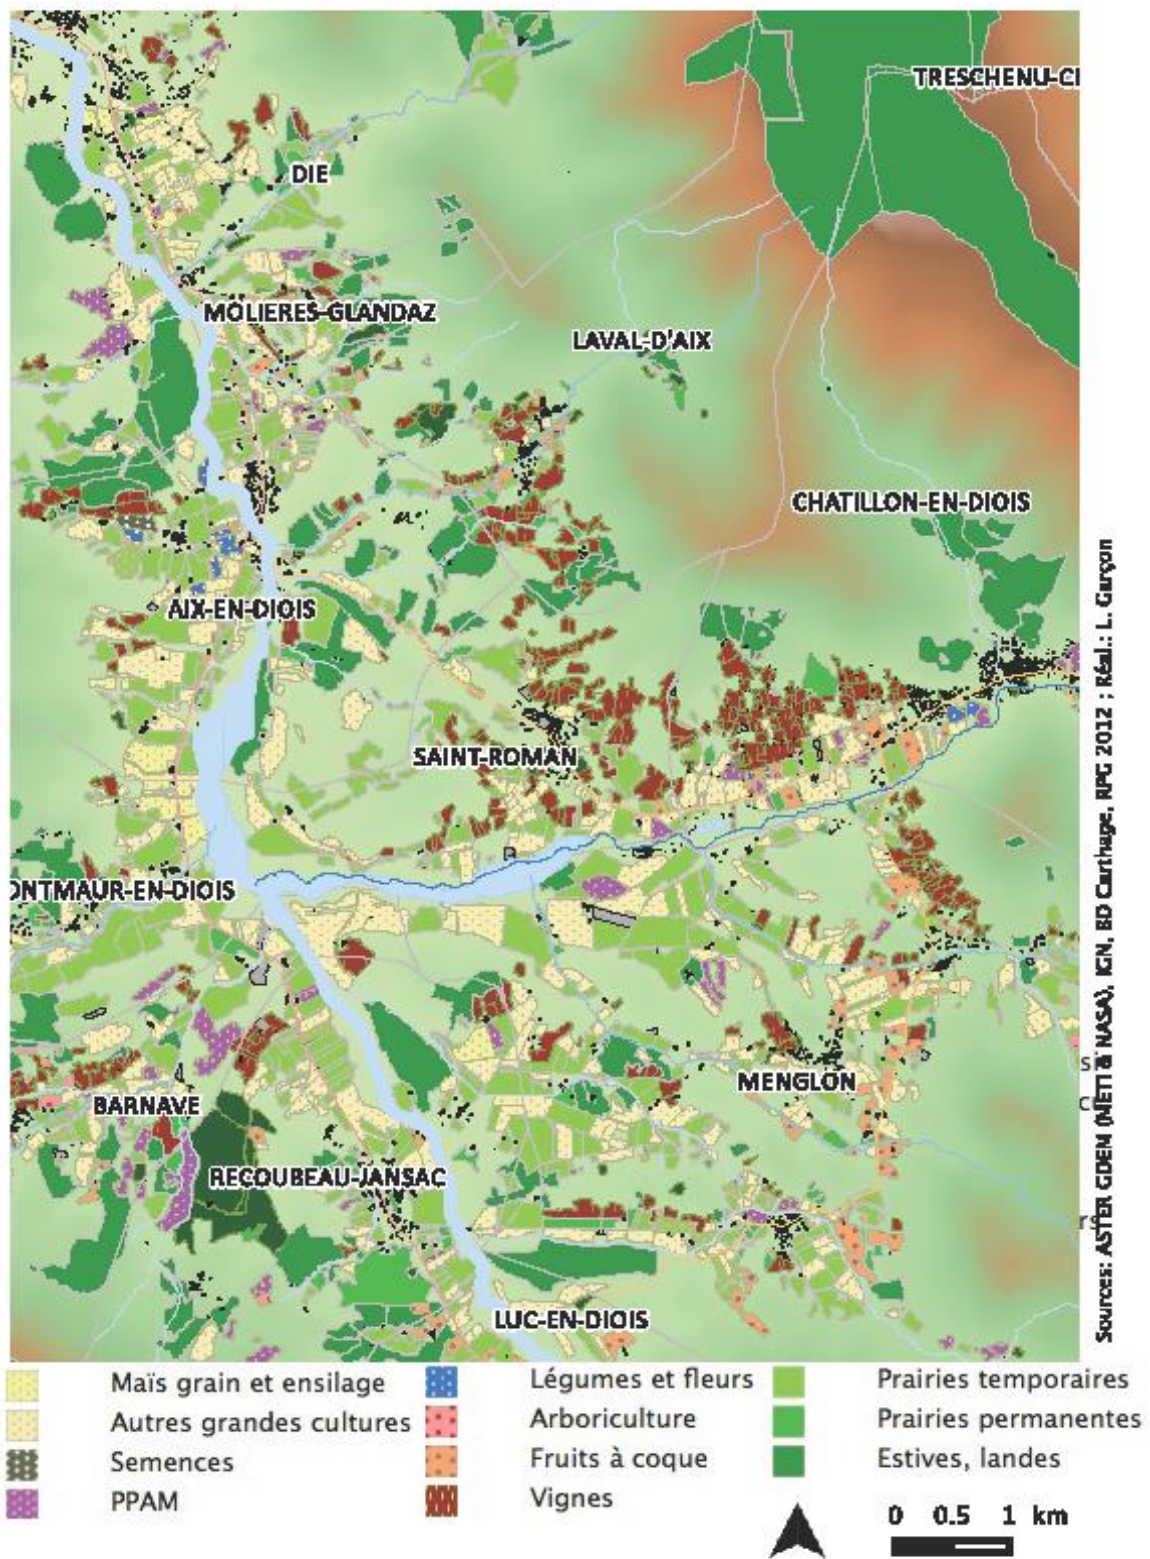 TRESCHENU-C
DIE
MOLIERES-GLANDAZ
LAVAL-D'AIX
CHATILLON-EN-DIOIS
AIX-EN-DIOIS
SAINT-ROMAN
ONTMAUR-EN-DIOIS
MENGLON
BARNAVE
RECOUBEAU-JANSAC
LUC-EN-DIOIS
Sources: ASTER GDEM (METI & NASA), IGN, BD Carthage, RPG 2012 ; Réal.: L. Garçon
Maïs grain et ensilage
Autres grandes cultures
Semences
PPAM
Légumes et fleurs
Arboriculture
Fruits à coque
Vignes
Prairies temporaires
Prairies permanentes
Estives, landes
0 0.5 1 km